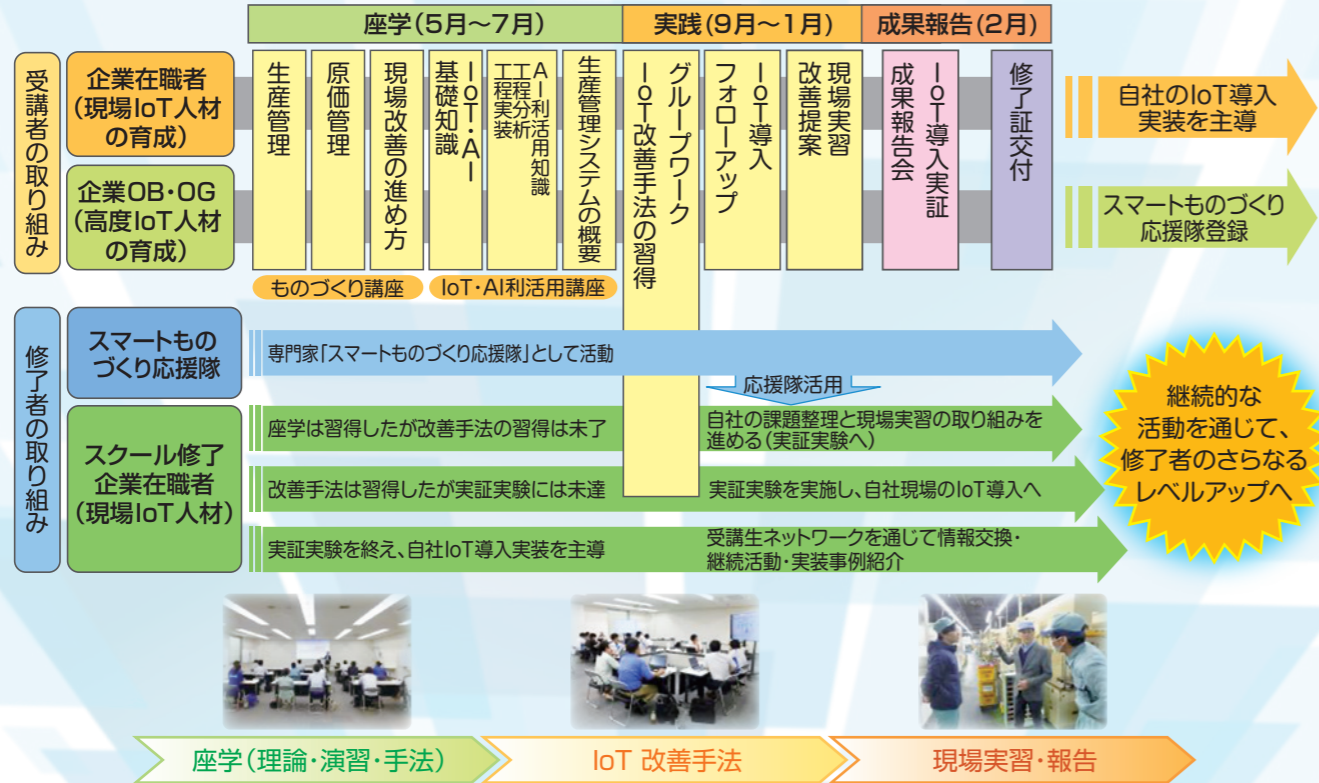 座学(5月～7月)
実践(9月～1月)
成果報告(2月)
受講者の取り組み
企業在職者
(現場IoT人材
の育成)
企業OB・OG
(高度IoT人材
の育成)
生産管理
原価管理
現場改善の進め方
IOT・AI
基礎知識
AI利活用知識
工程分析
工程実装
生産管理システムの概要
グループワーク
IOT改善手法の習得
IOT導入
フォローアップ
現場実習
改善提案
IOT導入実証
成果報告会
修了証交付
自社のIoT導入
実装を主導
スマートものづくり
応援隊登録
ものづくり講座
IoT・AI利活用講座
修了者の取り組み
スマートもの
づくり応援隊
専門家「スマートものづくり応援隊」として活動
応援隊活用
スクール修了
企業在職者
(現場IoT人材)
座学は習得したが改善手法の習得は未了
自社の課題整理と現場実習の取り組みを
進める(実証実験へ)
改善手法は習得したが実証実験には未達
実証実験を実施し、自社現場のIoT導入へ
実証実験を終え、自社IoT導入実装を主導
受講生ネットワークを通じて情報交換・
継続活動・実装事例紹介
継続的な
活動を通じて、
修了者のさらなる
レベルアップへ
座学(理論・演習・手法)
IoT 改善手法
現場実習・報告